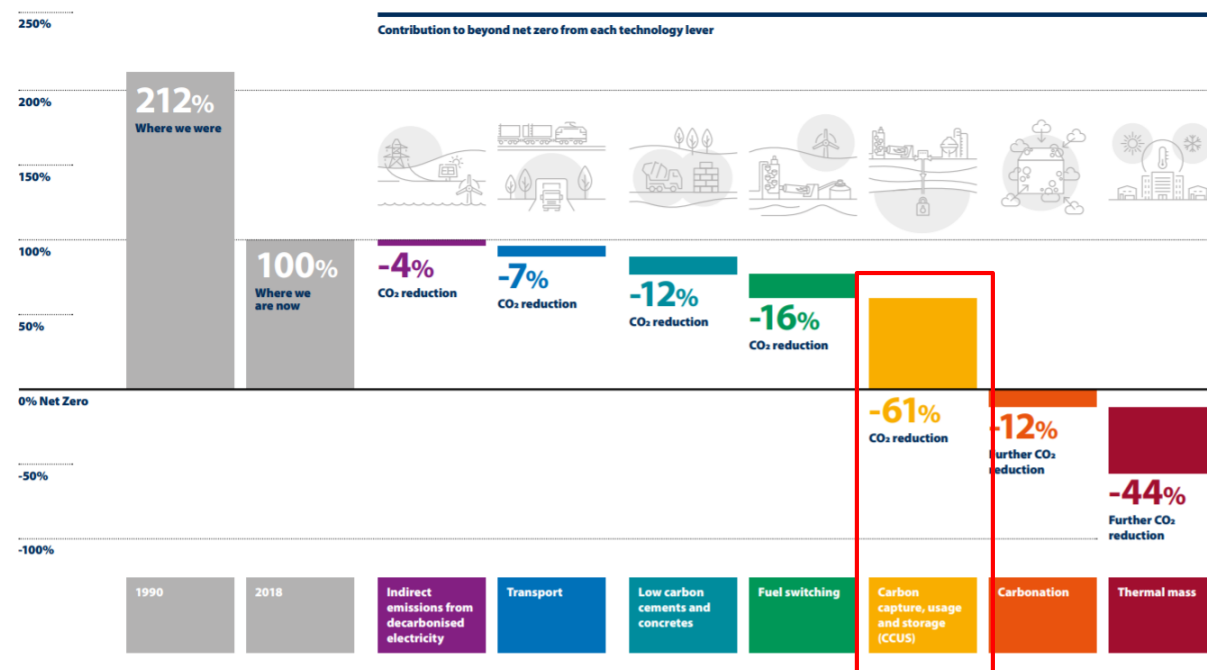 250%
Contribution to beyond net zero from each technology lever
200%
212%
Where we were
150%
100%
100%
Where we
are now
-4%
CO₂ reduction
-7%
CO₂ reduction
-12%
CO₂ reduction
-16%
CO₂ reduction
50%
0% Net Zero
-61%
CO₂ reduction
-12%
Further CO₂
reduction
-50%
-44%
Further CO₂
reduction
-100%
1990
2018
Indirect
emissions from
decarbonised
electricity
Transport
Low carbon
cements and
concretes
Fuel switching
Carbon
capture, usage
and storage
(CCUS)
Carbonation
Thermal mass